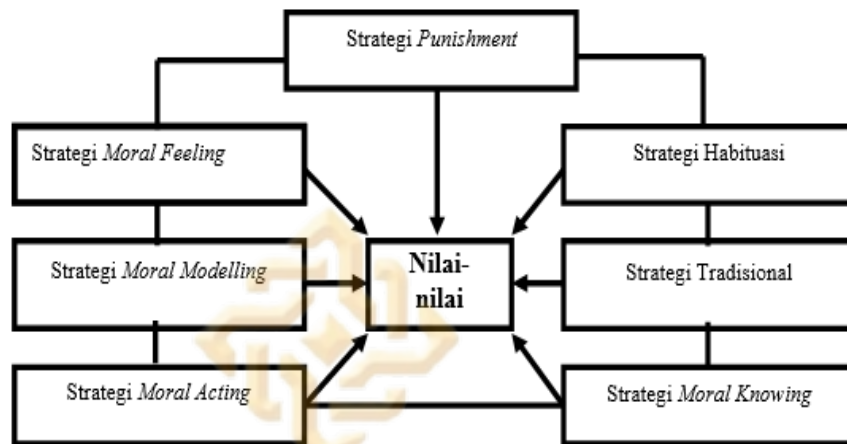 Strategi Punishment
Strategi Moral Feeling
Strategi Habituasi
Strategi Moral Modelling
Nilai-
nilai
Strategi Tradisional
Strategi Moral Acting
Strategi Moral Knowing